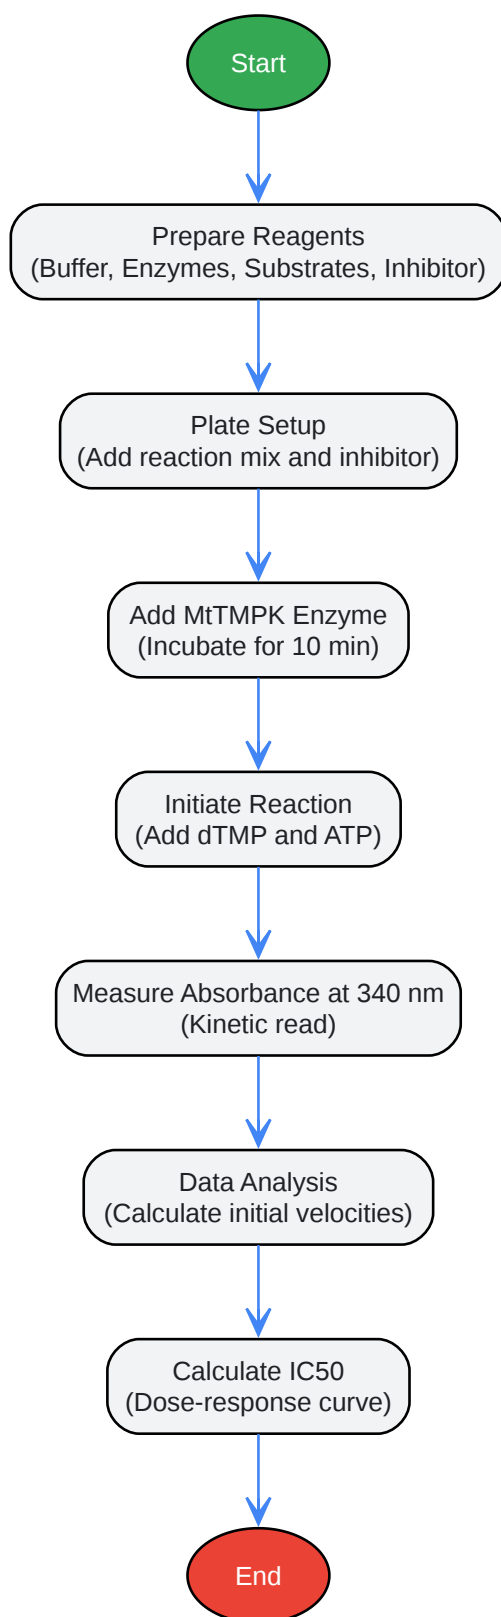 Start
Prepare Reagents
(Buffer, Enzymes, Substrates, Inhibitor)
Plate Setup
(Add reaction mix and inhibitor)
Add MtTMPK Enzyme
(Incubate for 10 min)
Initiate Reaction
(Add dTMP and ATP)
Measure Absorbance at 340 nm
(Kinetic read)
Data Analysis
(Calculate initial velocities)
Calculate IC50
(Dose-response curve)
End